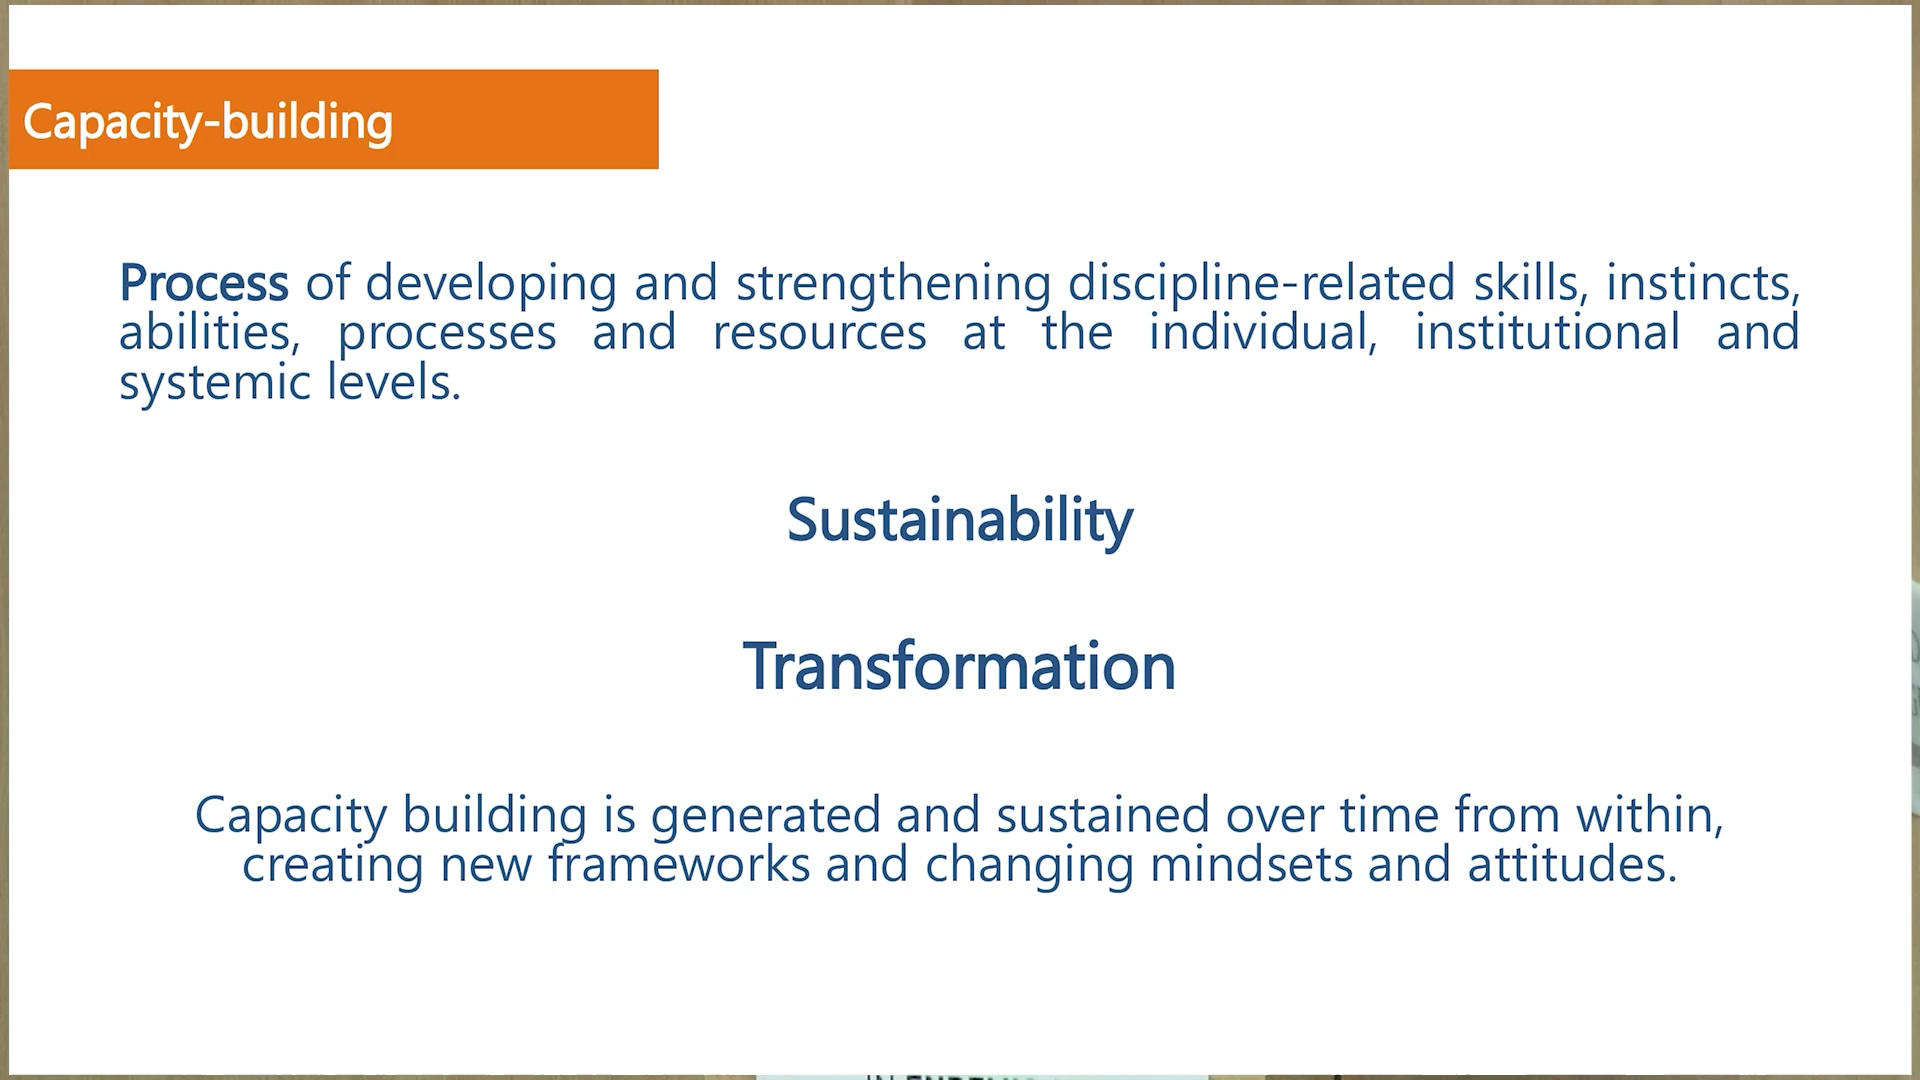 Capacity-building
Process of developing and strengthening discipline-related skills, instincts,
abilities, processes and resources at the individual, institutional and
systemic levels.
Sustainability
Transformation
Capacity building is generated and sustained over time from within,
creating new frameworks and changing mindsets and attitudes.